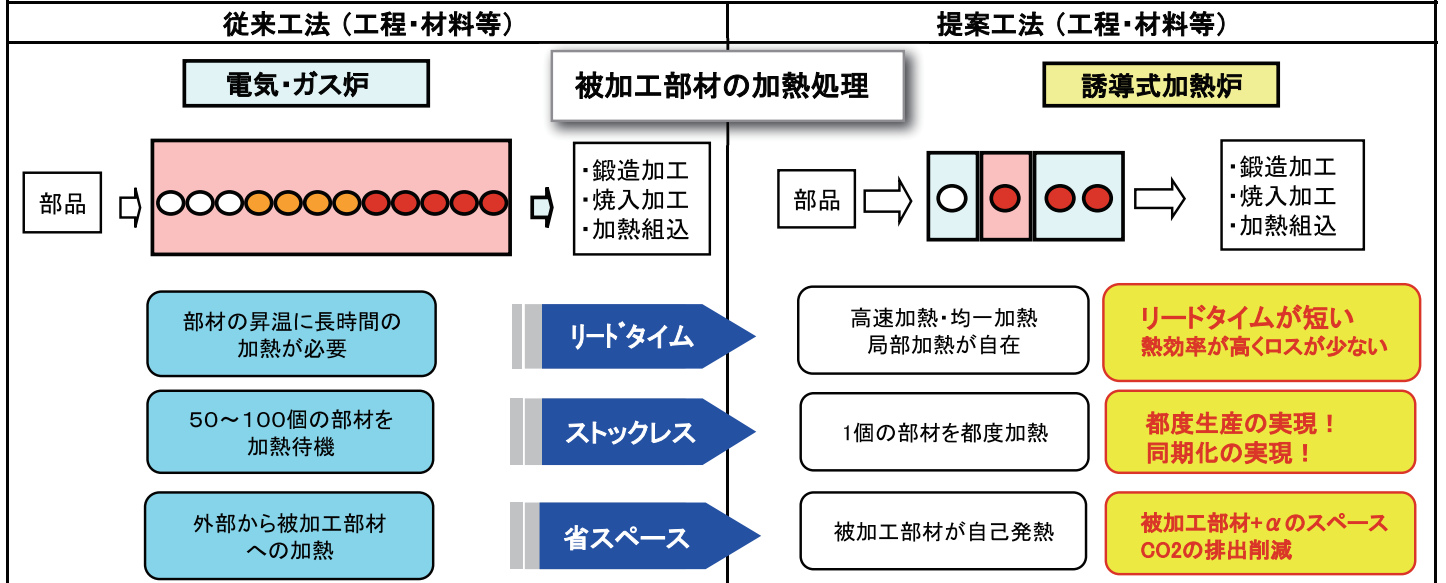 従来工法（工程・材料等）
提案工法（工程・材料等）
電気・ガス炉
被加工部材の加熱処理
誘導式加熱炉
部品
・鍛造加工
・焼入加工
・加熱組込
部品
・鍛造加工
・焼入加工
・加熱組込
部材の昇温に長時間の
加熱が必要
リードタイム
高速加熱・均一加熱
局部加熱が自在
リードタイムが短い
熱効率が高くロスが少ない
50～100個の部材を
加熱待機
ストックレス
1個の部材を都度加熱
都度生産の実現！
同期化の実現！
外部から被加工部材
への加熱
省スペース
被加工部材が自己発熱
被加工部材+αのスペース
CO2の排出削減